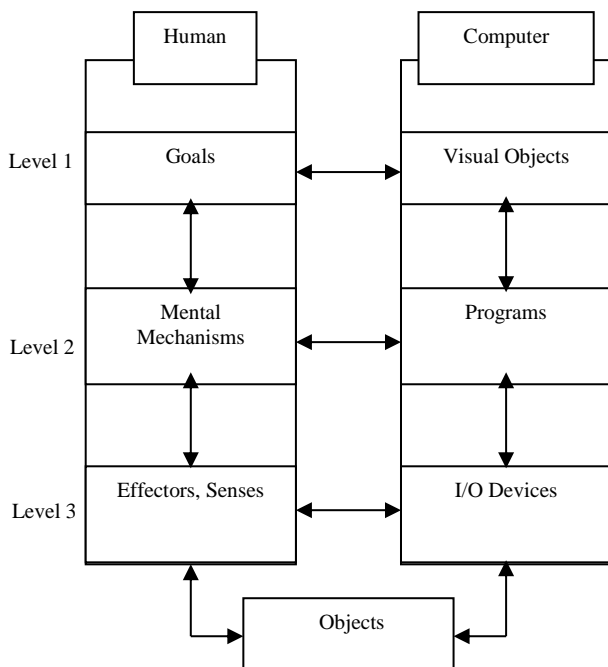 Human
Computer
Level 1
Goals
Visual Objects
Level 2
Mental
Mechanisms
Programs
Level 3
Effectors, Senses
I/O Devices
Objects